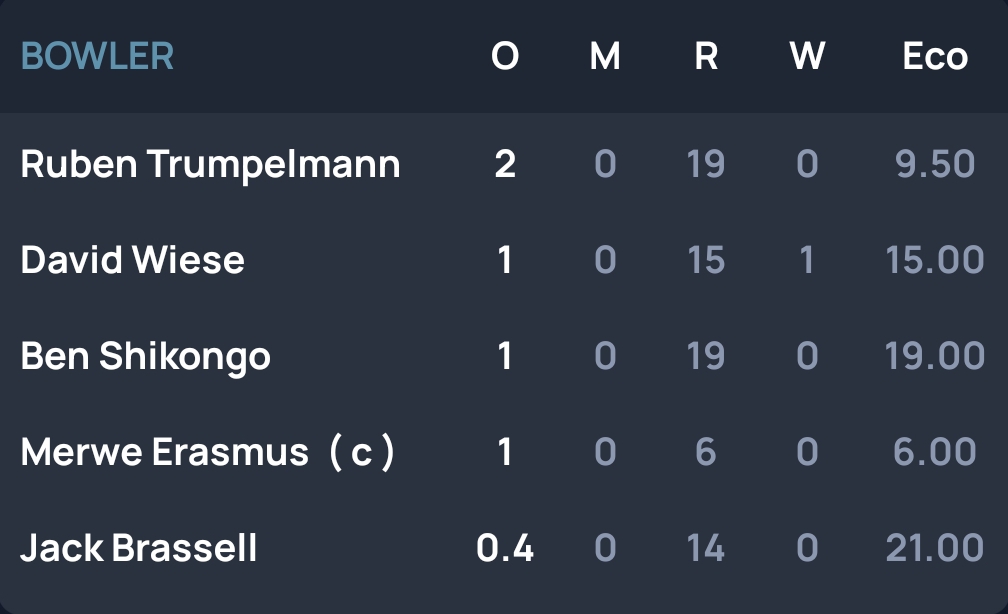 BOWLER O M R W Eco
Ruben Trumpelmann 2 0 19 0 9.50
David Wiese 1 0 15 1 15.00
Ben Shikongo 1 0 19 0 19.00
Merwe Erasmus ( c ) 1 0 6 0 6.00
Jack Brassell 0.4 0 14 0 21.00